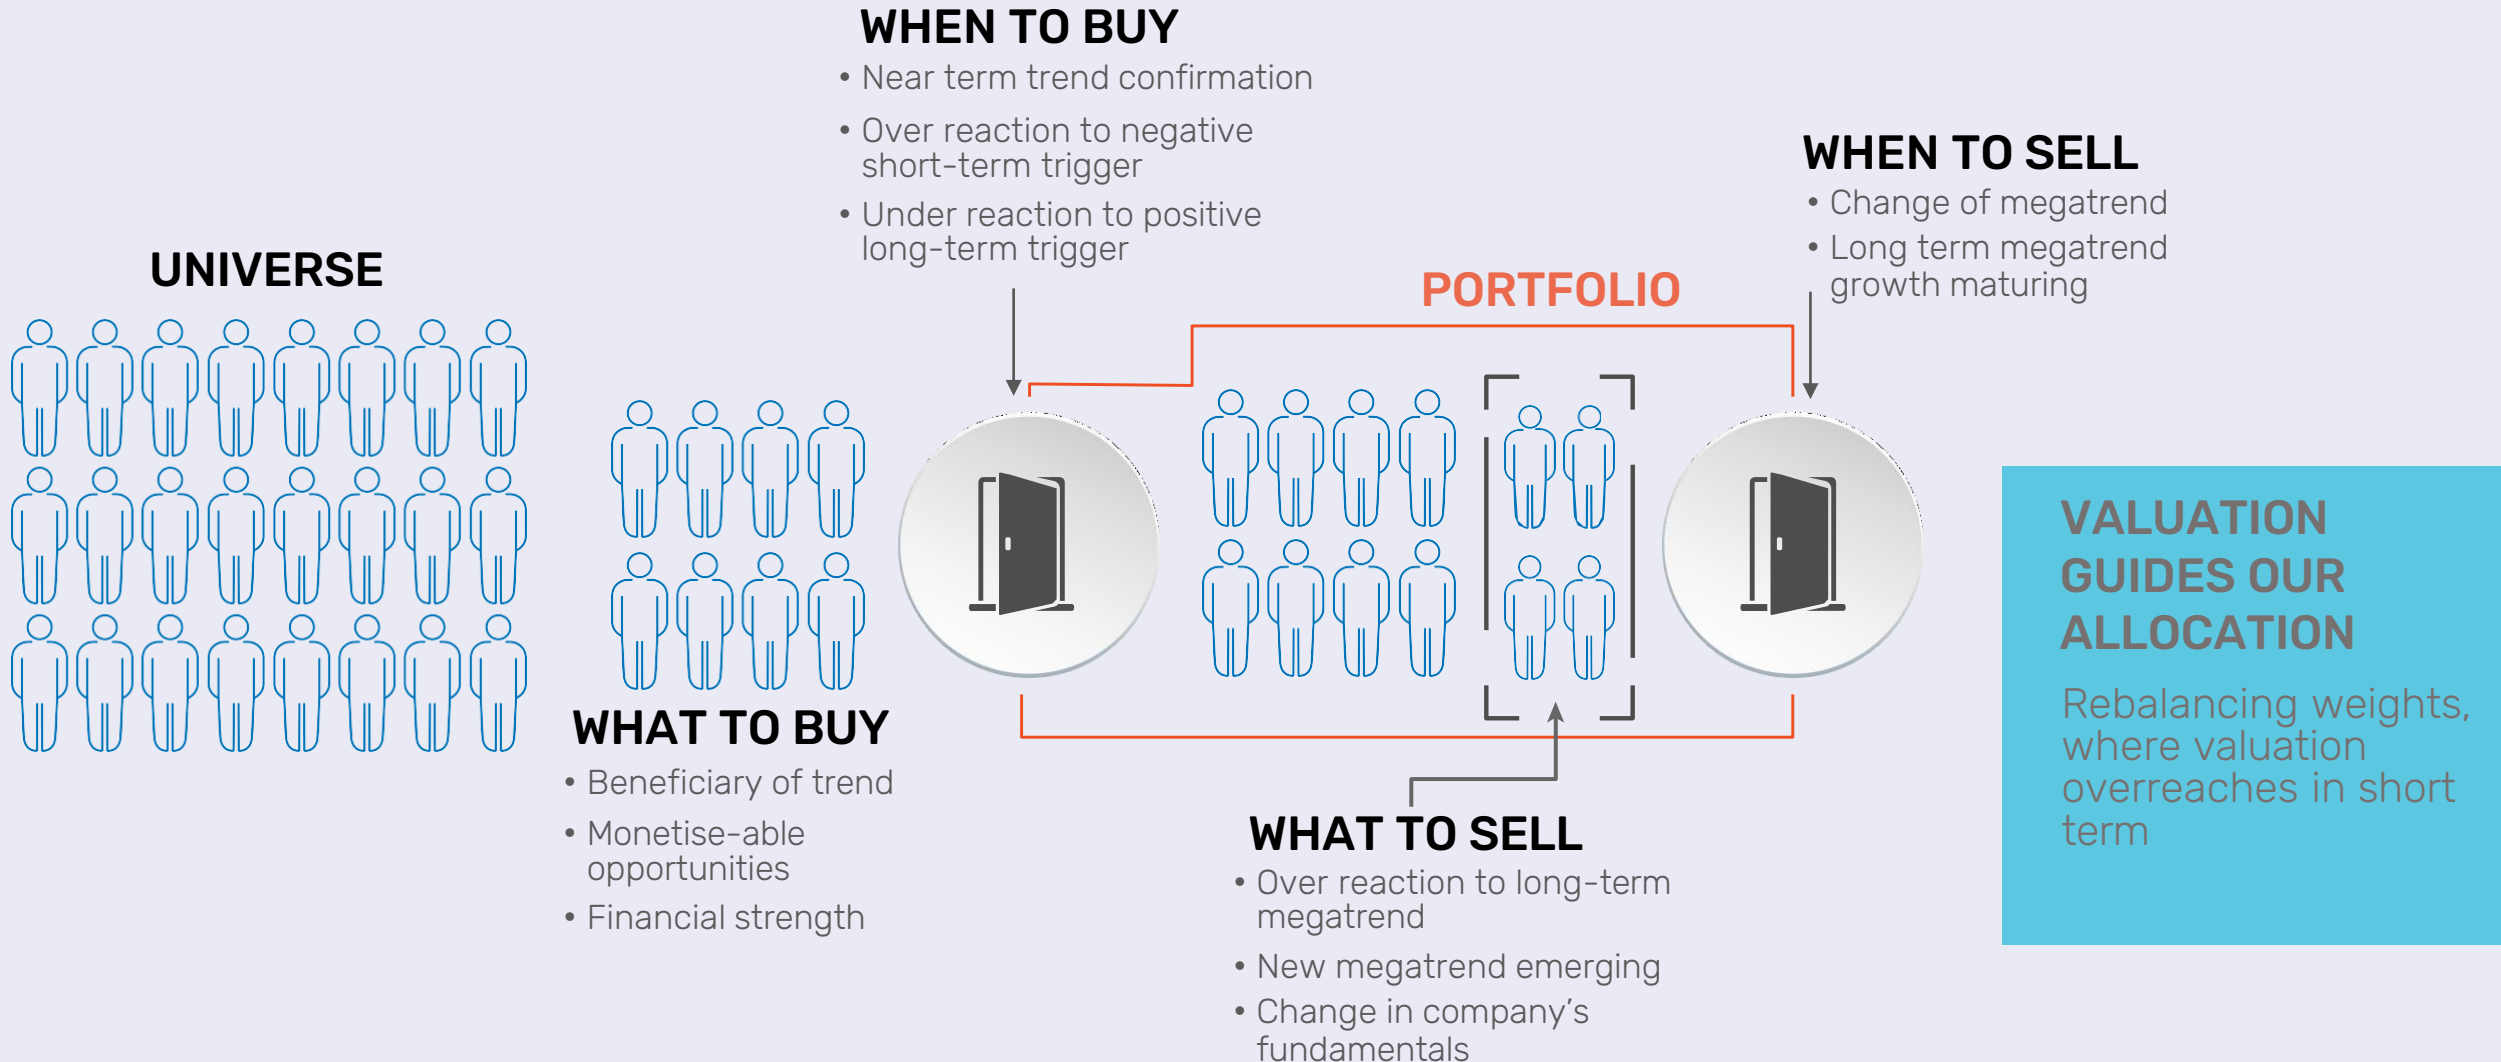 WHEN TO BUY
• Near term trend confirmation
• Over reaction to negative
short-term trigger
• Under reaction to positive
long-term trigger
WHEN TO SELL
• Change of megatrend
• Long term megatrend
growth maturing
UNIVERSE
PORTFOLIO
WHAT TO BUY
• Beneficiary of trend
• Monetise-able
opportunities
• Financial strength
WHAT TO SELL
• Over reaction to long-term
megatrend
• New megatrend emerging
• Change in company’s
fundamentals
VALUATION
GUIDES OUR
ALLOCATION
Rebalancing weights,
where valuation
overreaches in short
term